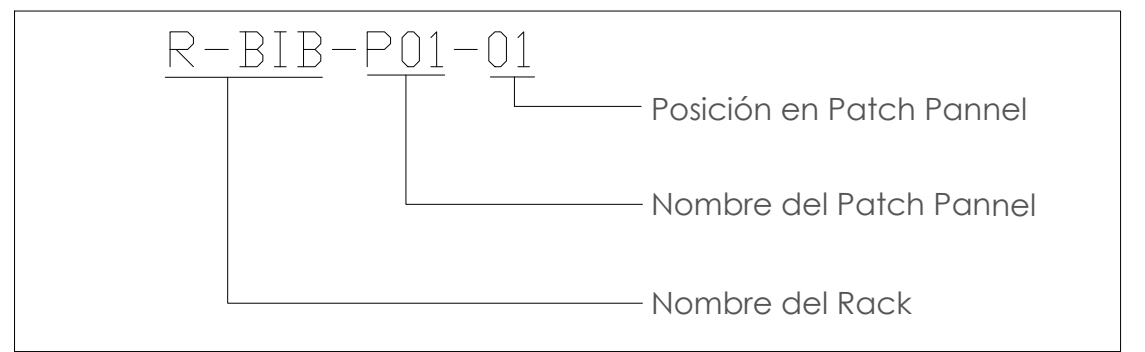 R-BIB-P01-01
Posición en Patch Pannel
Nombre del Patch Pannel
Nombre del Rack